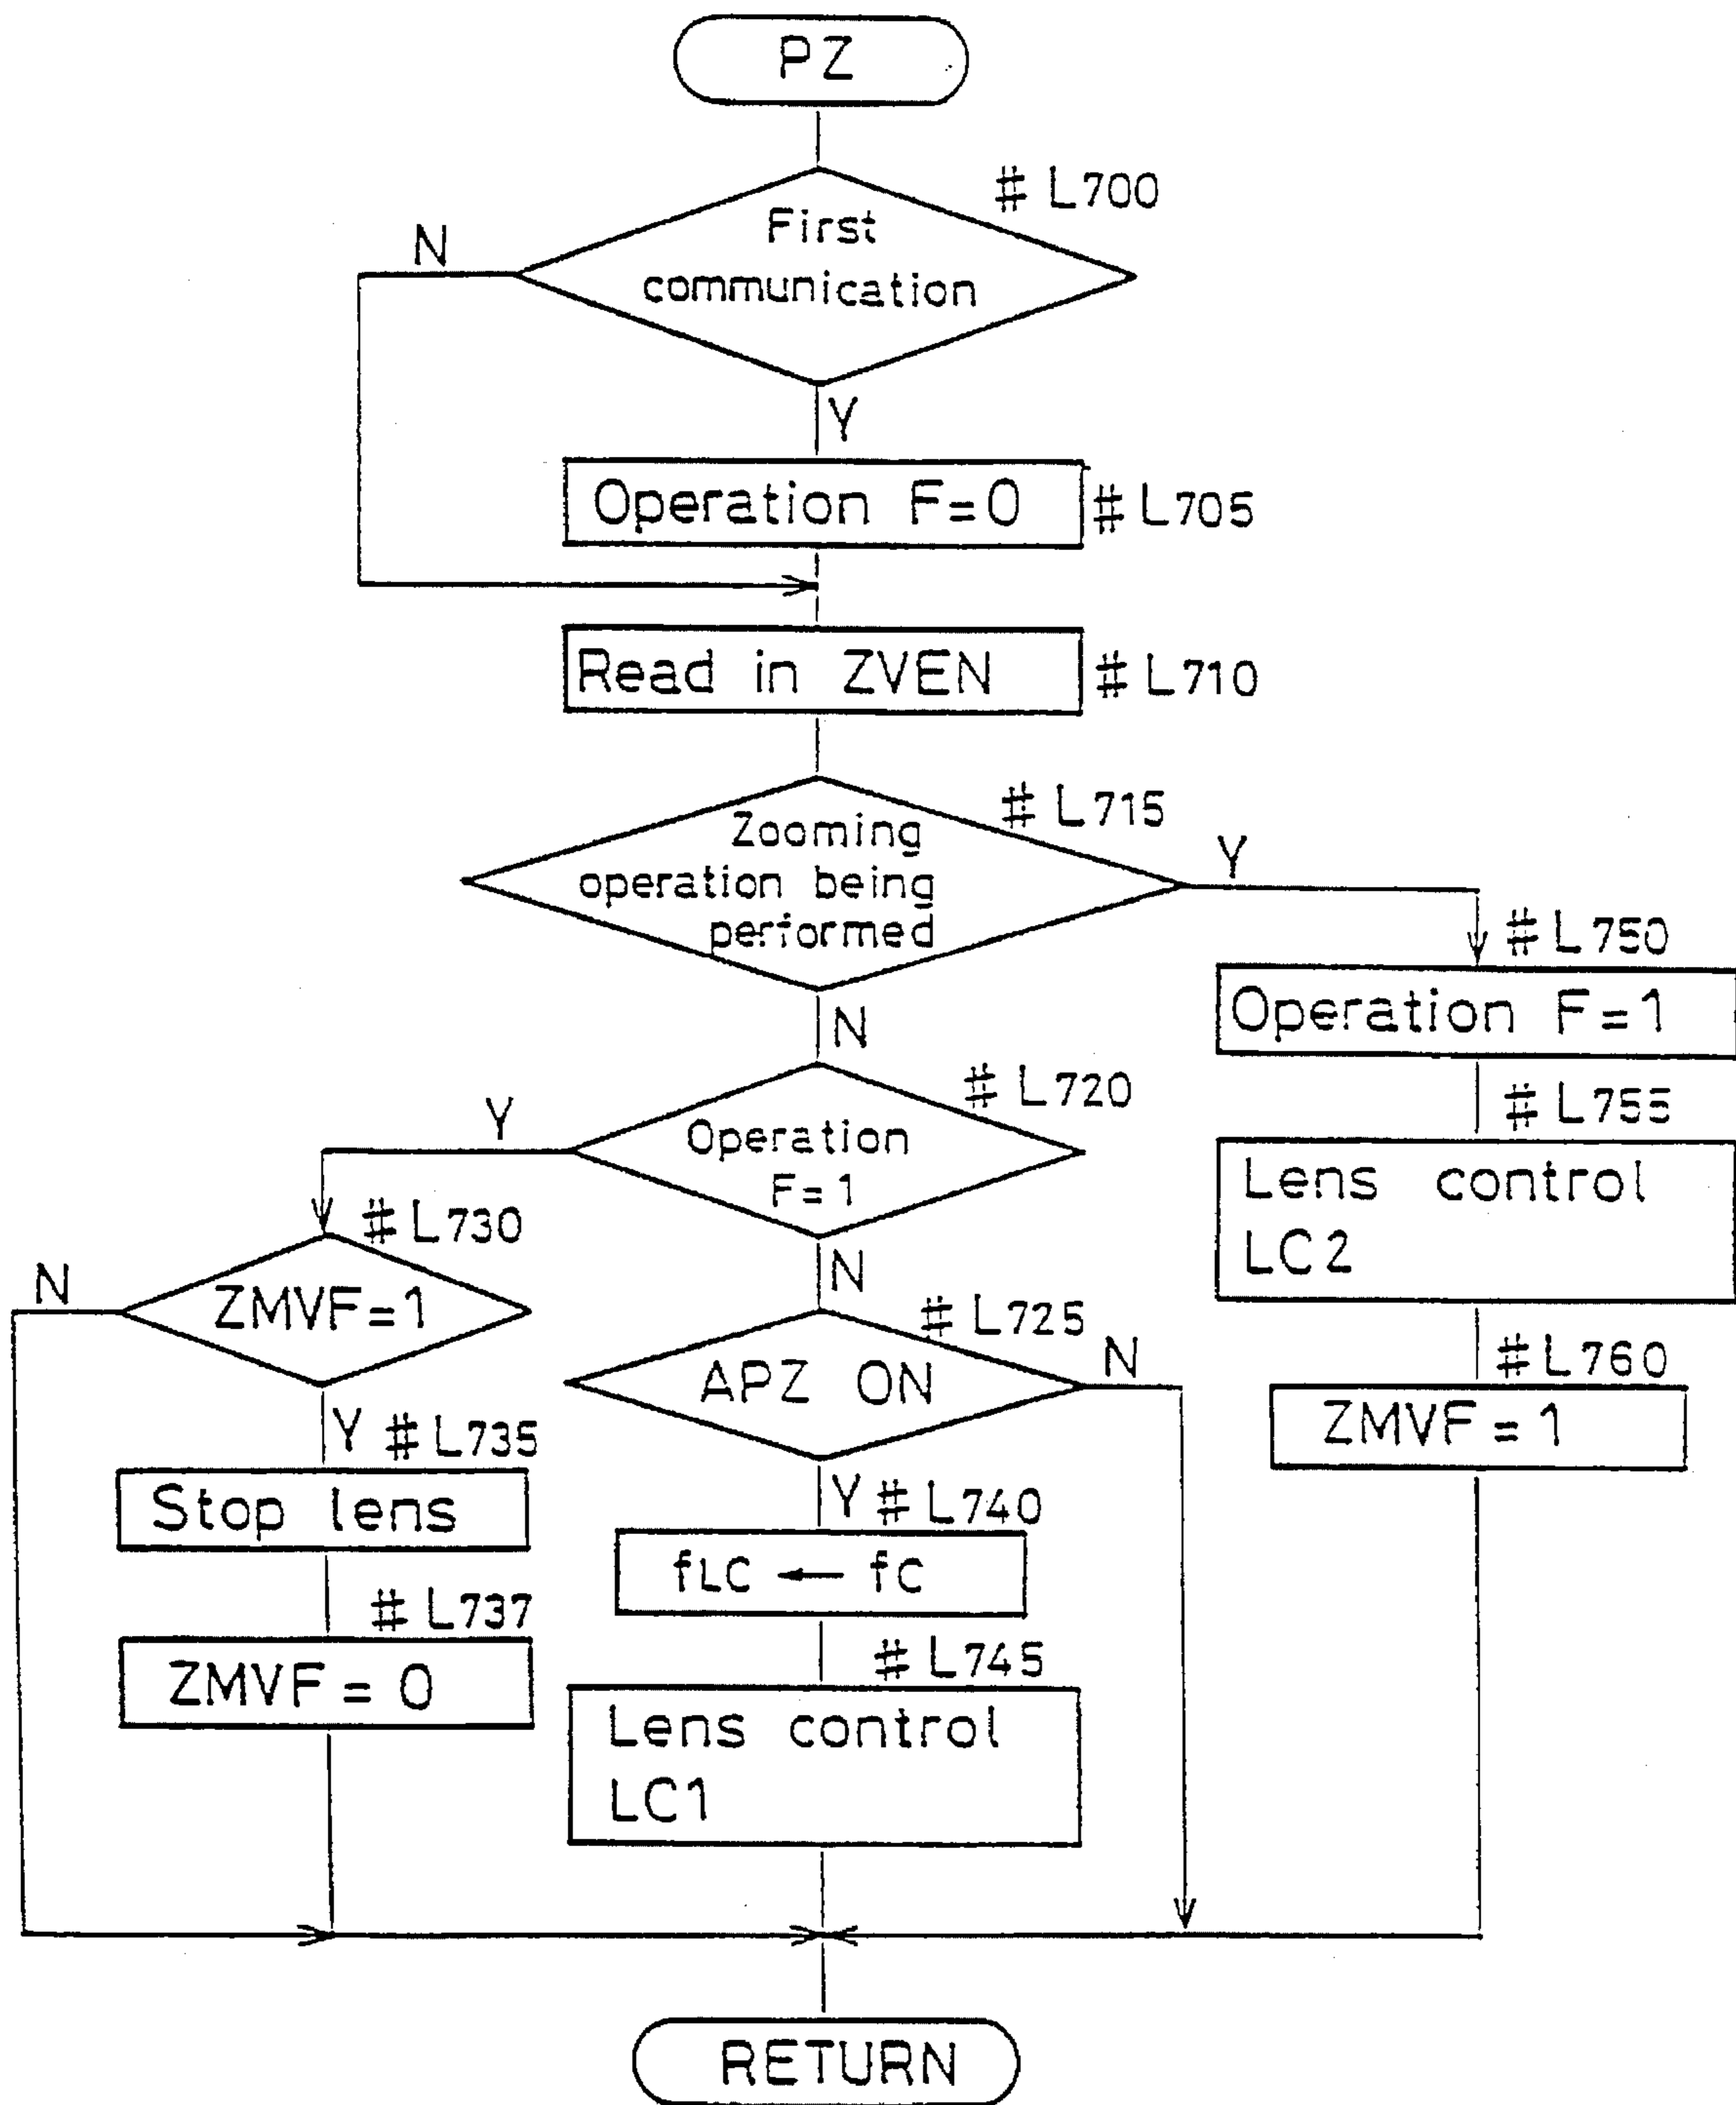 PZ
# L700
First
communication
N
Y
Operation F=0
# L705
Read in ZVEN
# L710
# L715
Zooming
operation being
performed
Y
N
# L750
Operation F=1
# L720
Operation
F=1
Y
N
# L755
Lens control
LC2
# L730
ZMVF=1
N
Y
# L725
APZ ON
N
Y
# L760
ZMVF=1
# L735
Stop lens
# L740
fLC ← fC
# L737
ZMVF=0
# L745
Lens control
LC1
RETURN